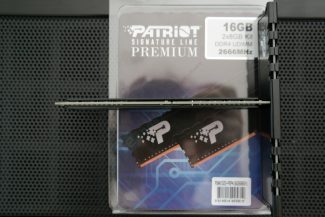 PATRIOT
SIGNATURE LINE
PREMIUM
16GB
2x8GB Kit
DDR4 UDIMM
2666MHz